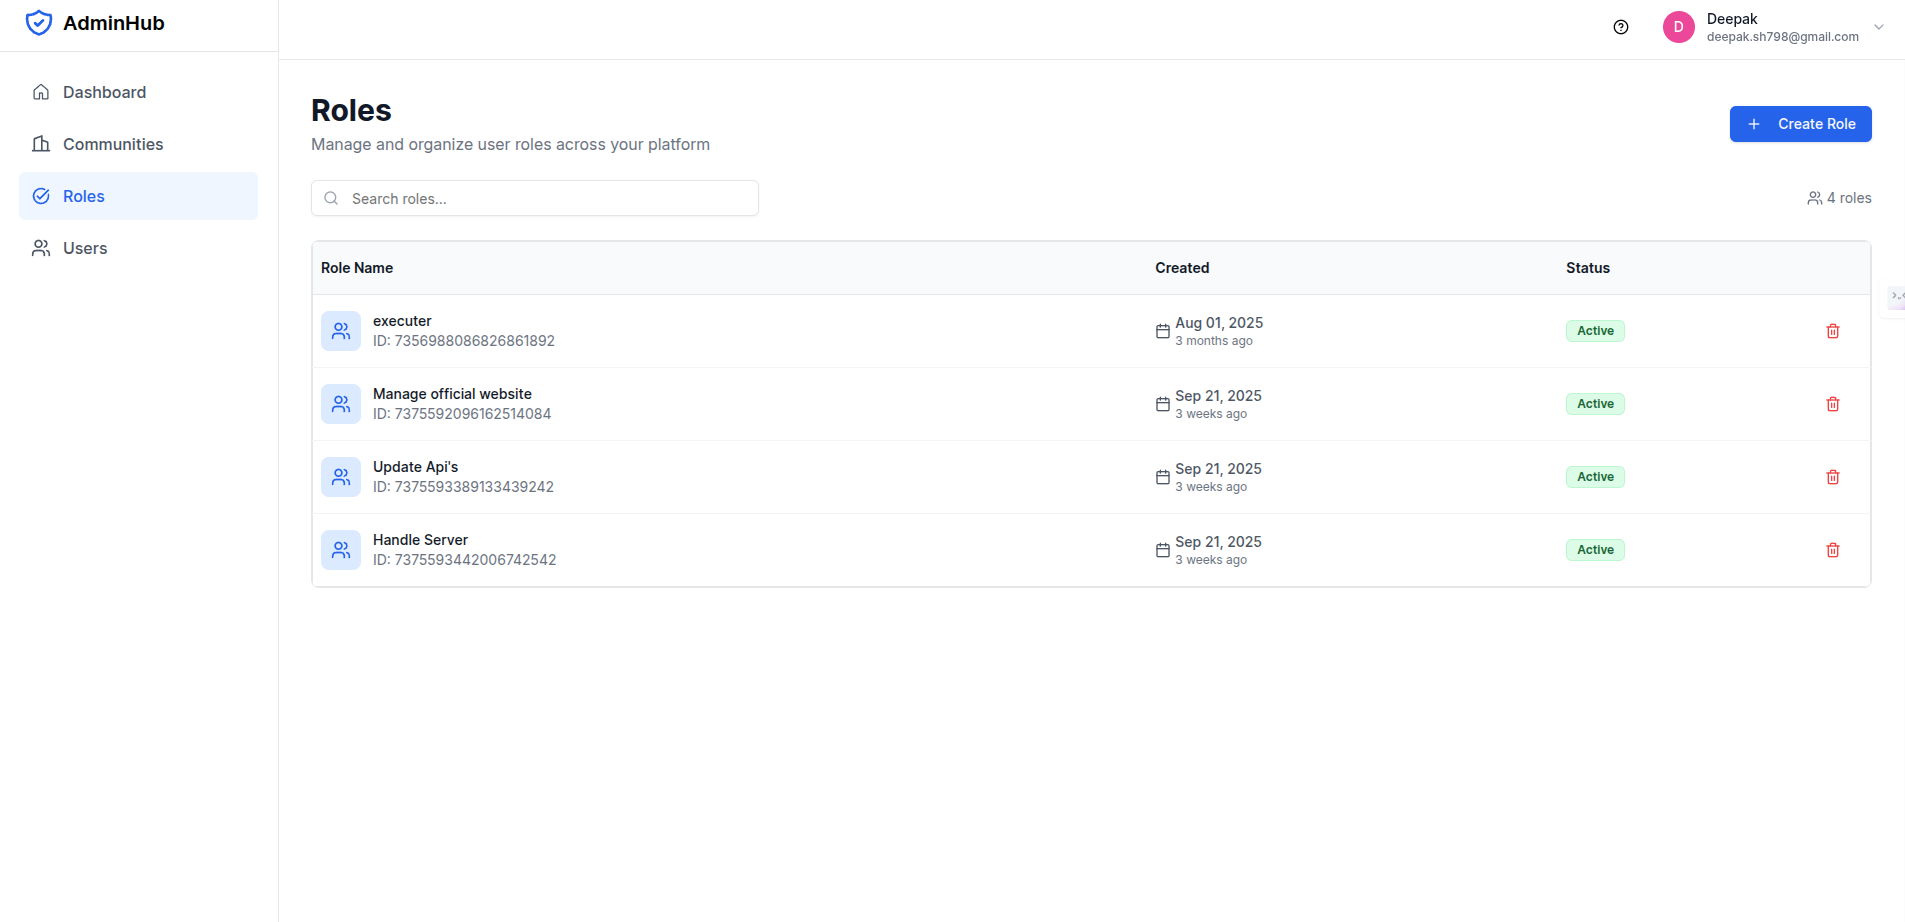 AdminHub
Deepak
deepak.sh798@gmail.com
D
Dashboard
Communities
Roles
Users
Roles
Manage and organize user roles across your platform
Create Role
Search roles...
4 roles
Role Name Created Status
executer
ID: 7356988086826861892
Aug 01, 2025
3 months ago
Active
Manage official website
ID: 7375592096162514084
Sep 21, 2025
3 weeks ago
Active
Update Api's
ID: 7375593389133439242
Sep 21, 2025
3 weeks ago
Active
Handle Server
ID: 7375593442006742542
Sep 21, 2025
3 weeks ago
Active